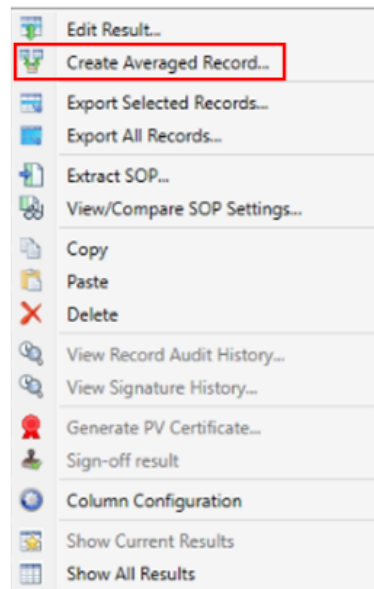 Edit Result...
Create Averaged Record...
Export Selected Records...
Export All Records...
Extract SOP...
View/Compare SOP Settings...
Copy
Paste
Delete
View Record Audit History...
View Signature History...
Generate PV Certificate...
Sign-off result
Column Configuration
Show Current Results
Show All Results